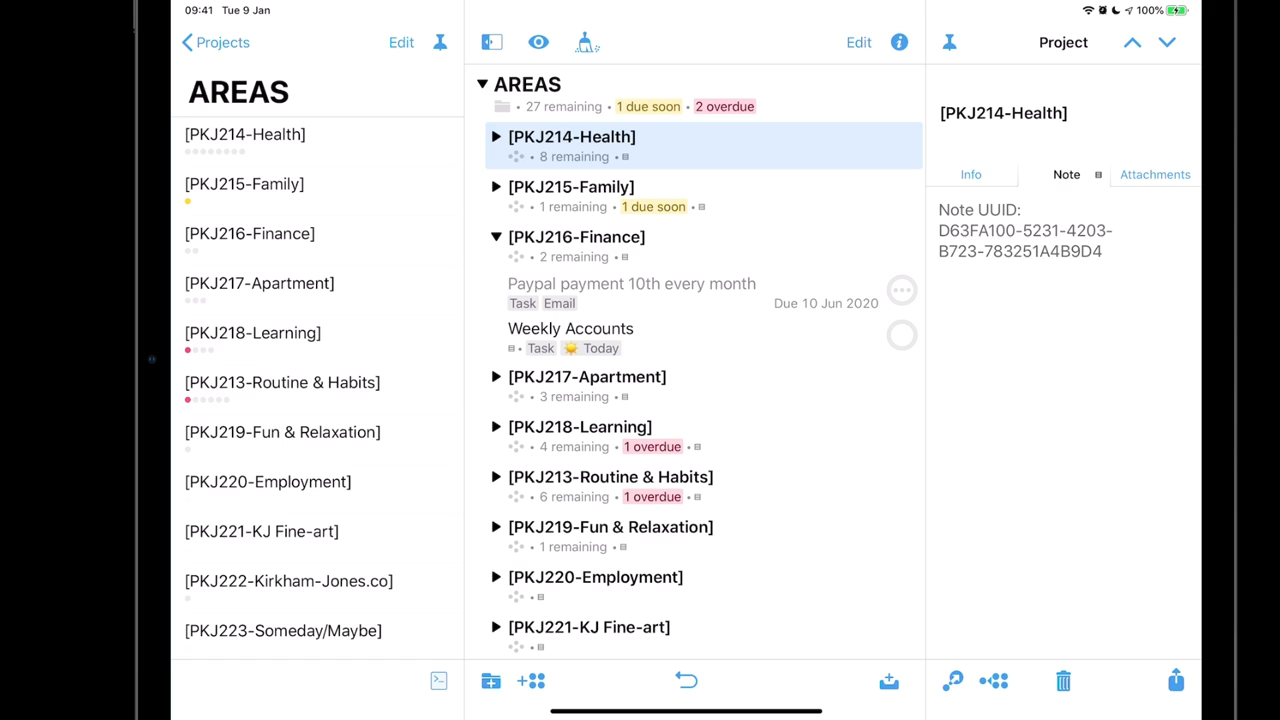 09:41 Tue 9 Jan
100%
Projects
Edit
AREAS
[PKJ214-Health]
[PKJ215-Family]
[PKJ216-Finance]
[PKJ217-Apartment]
[PKJ218-Learning]
[PKJ213-Routine & Habits]
[PKJ219-Fun & Relaxation]
[PKJ220-Employment]
[PKJ221-KJ Fine-art]
[PKJ222-Kirkham-Jones.co]
[PKJ223-Someday/Maybe]
Edit
AREAS
• 27 remaining • 1 due soon • 2 overdue
[PKJ214-Health]
• 8 remaining •
[PKJ215-Family]
• 1 remaining • 1 due soon •
[PKJ216-Finance]
• 2 remaining •
Paypal payment 10th every month
Task Email Due 10 Jun 2020
Weekly Accounts
• Task Today
[PKJ217-Apartment]
• 3 remaining •
[PKJ218-Learning]
• 4 remaining • 1 overdue •
[PKJ213-Routine & Habits]
• 6 remaining • 1 overdue •
[PKJ219-Fun & Relaxation]
• 1 remaining •
[PKJ220-Employment]
[PKJ221-KJ Fine-art]
Project
[PKJ214-Health]
Info Note Attachments
Note UUID:
D63FA100-5231-4203-
B723-783251A4B9D4